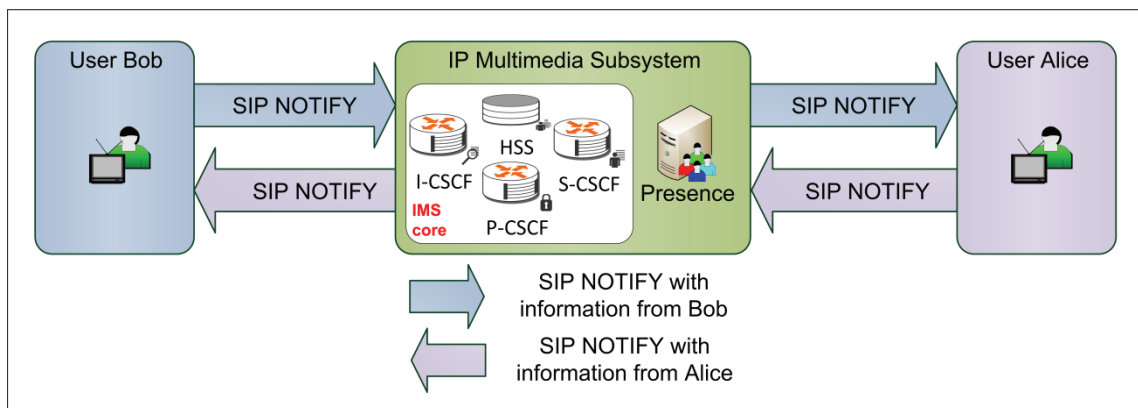 User Bob
IP Multimedia Subsystem
User Alice
SIP NOTIFY
SIP NOTIFY
HSS
I-CSCF
S-CSCF
SIP NOTIFY
Presence
SIP NOTIFY
IMS
core
P-CSCF
SIP NOTIFY with
information from Bob
SIP NOTIFY with
information from Alice